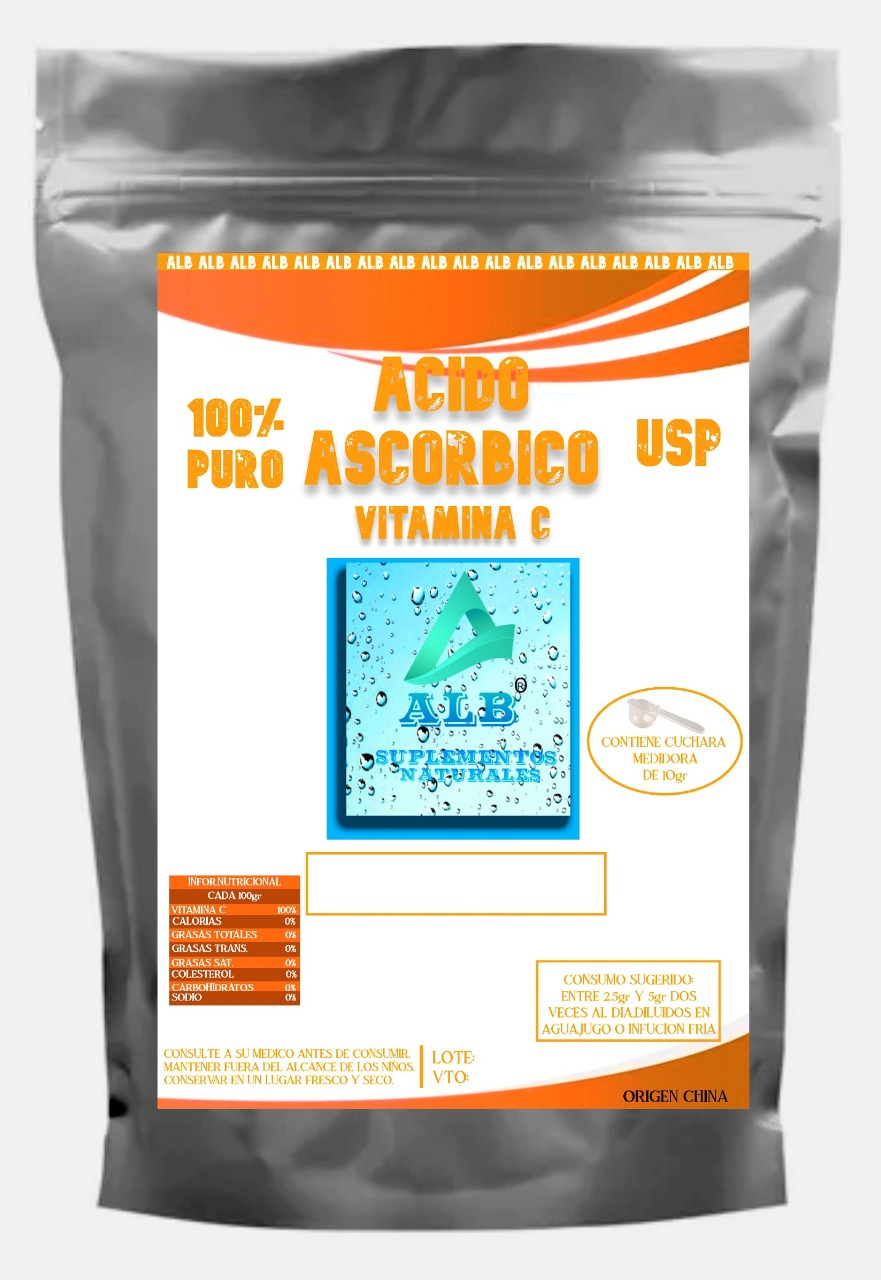 ALB ALB ALB ALB ALB ALB ALB ALB ALB ALB ALB ALB ALB ALB ALB ALB ALB ALB
100%
PURO
ACIDO
ASCORBICO
VITAMINA C
USP
ALB®
SUPLEMENTOS
NATURALES
CONTIENE CUCHARA
MEDIDORA
DE 10gr
INFOR.NUTRICIONAL
CADA 100gr
VITAMINA C 100%
CALORIAS 0%
GRASAS TOTALES 0%
GRASAS TRANS. 0%
GRASAS SAT. 0%
COLESTEROL 0%
CARBOHIDRATOS 0%
SODIO 0%
CONSUMO SUGERIDO:
ENTRE 2.5gr Y 5gr DOS
VECES AL DIA,DILUIDOS EN
AGUA,JUGO O INFUCION FRIA
CONSULTE A SU MEDICO ANTES DE CONSUMIR.
MANTENER FUERA DEL ALCANCE DE LOS NIÑOS.
CONSERVAR EN UN LUGAR FRESCO Y SECO.
LOTE:
VTO:
ORIGEN CHINA